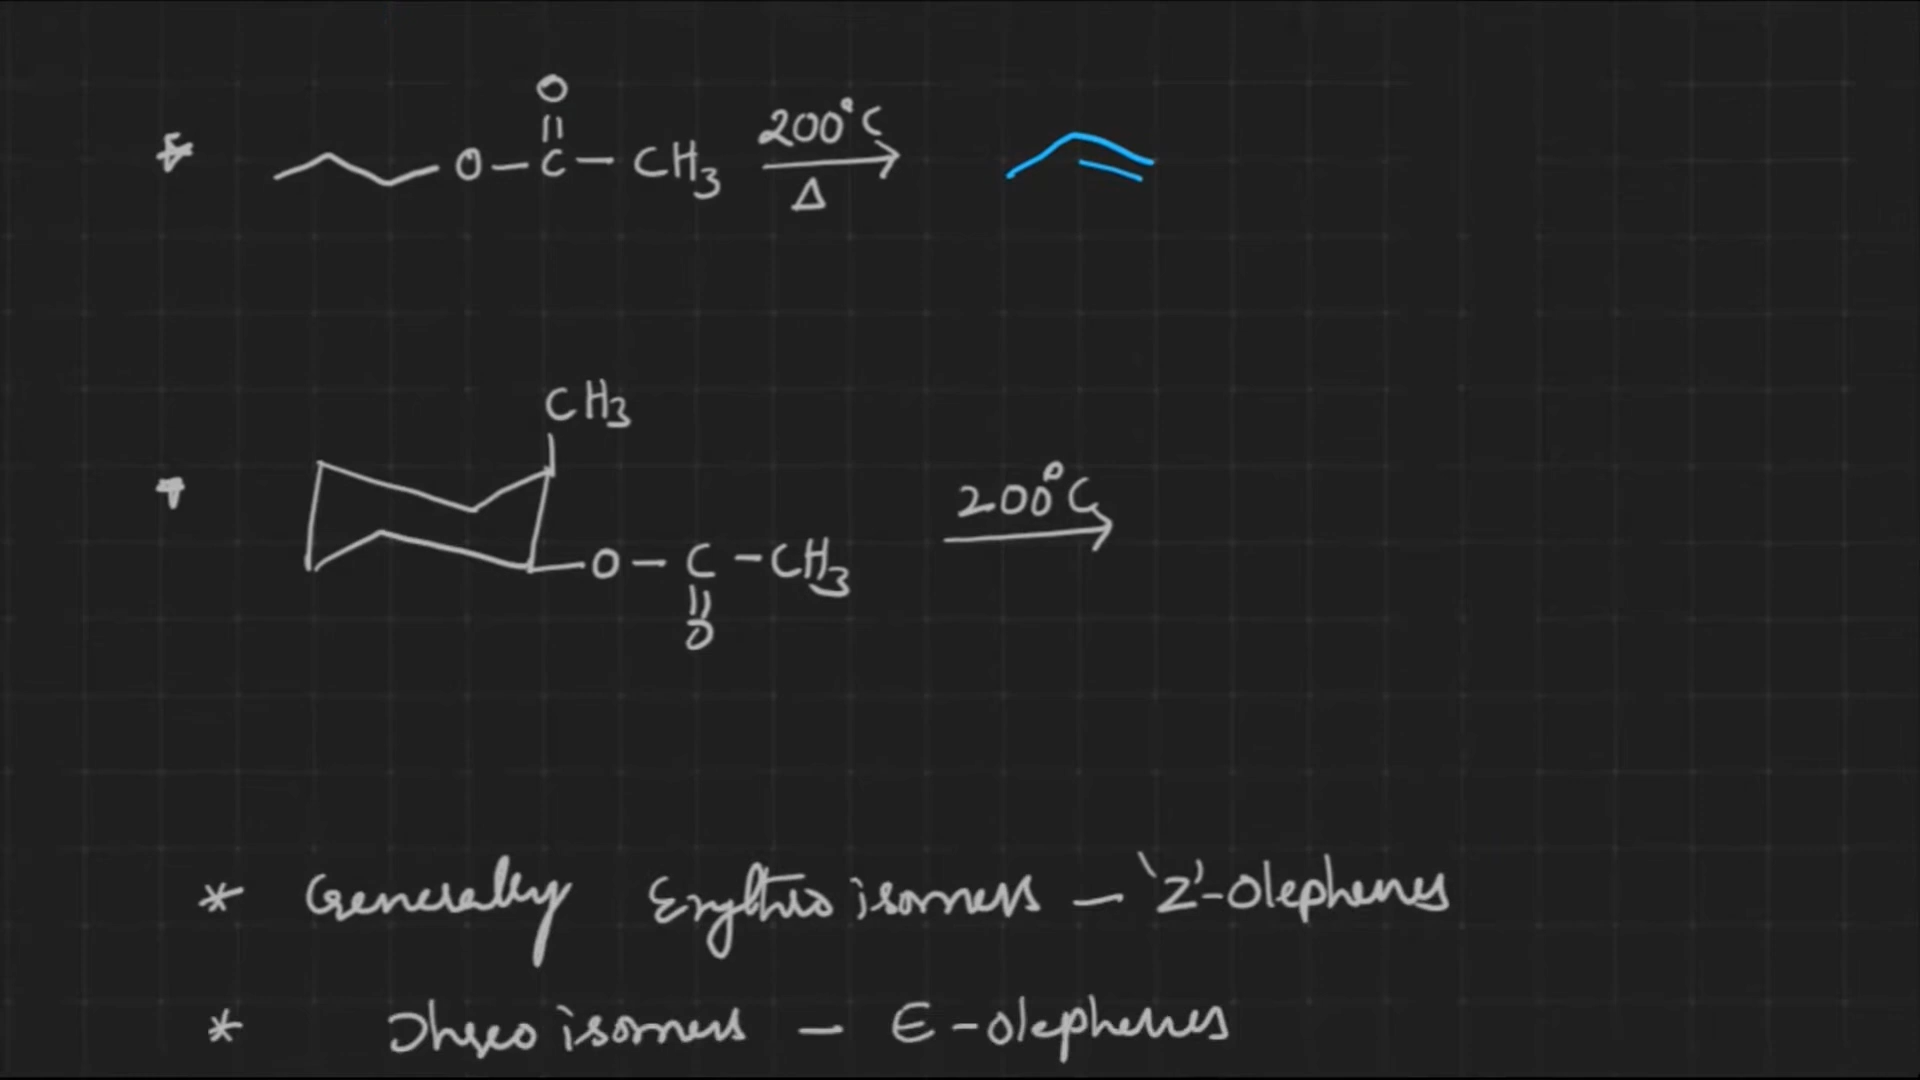 O
O - C - CH3 200°C
Δ
CH3
200°C
O - C - CH3
O
* Generally Erythro isomers - 'Z'-Olephenes
* Threo isomers - E-olephenes